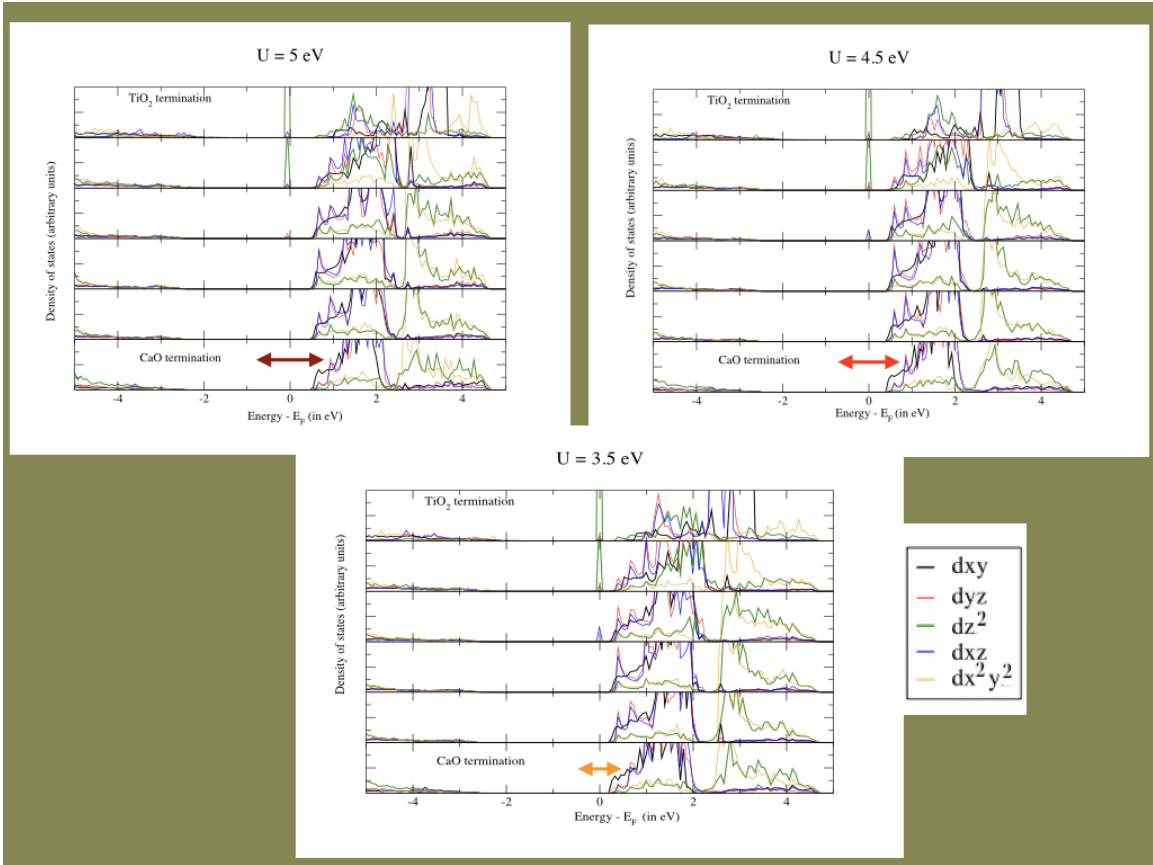 U = 5 eV
TiO₂ termination
Density of states (arbitrary units)
CaO termination
-4 -2 0 2 4
Energy - E_F (in eV)
U = 4.5 eV
TiO₂ termination
Density of states (arbitrary units)
CaO termination
-4 -2 0 2 4
Energy - E_F (in eV)
U = 3.5 eV
TiO₂ termination
Density of states (arbitrary units)
CaO termination
-4 -2 0 2 4
Energy - E_F (in eV)
dxy
dyz
dz²
dxz
dx²y²